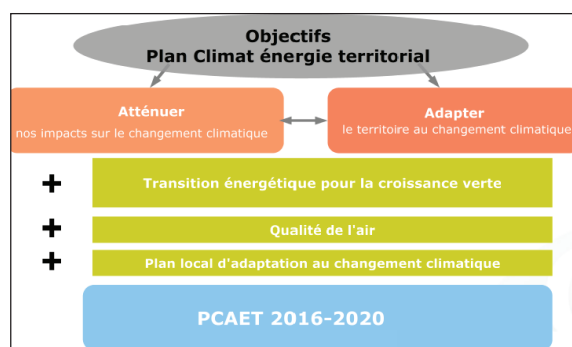 Objectifs
Plan Climat énergie territorial
Atténuer
nos impacts sur le changement climatique
Adapter
le territoire au changement climatique
+ Transition énergétique pour la croissance verte
+ Qualité de l'air
+ Plan local d'adaptation au changement climatique
PCAET 2016-2020